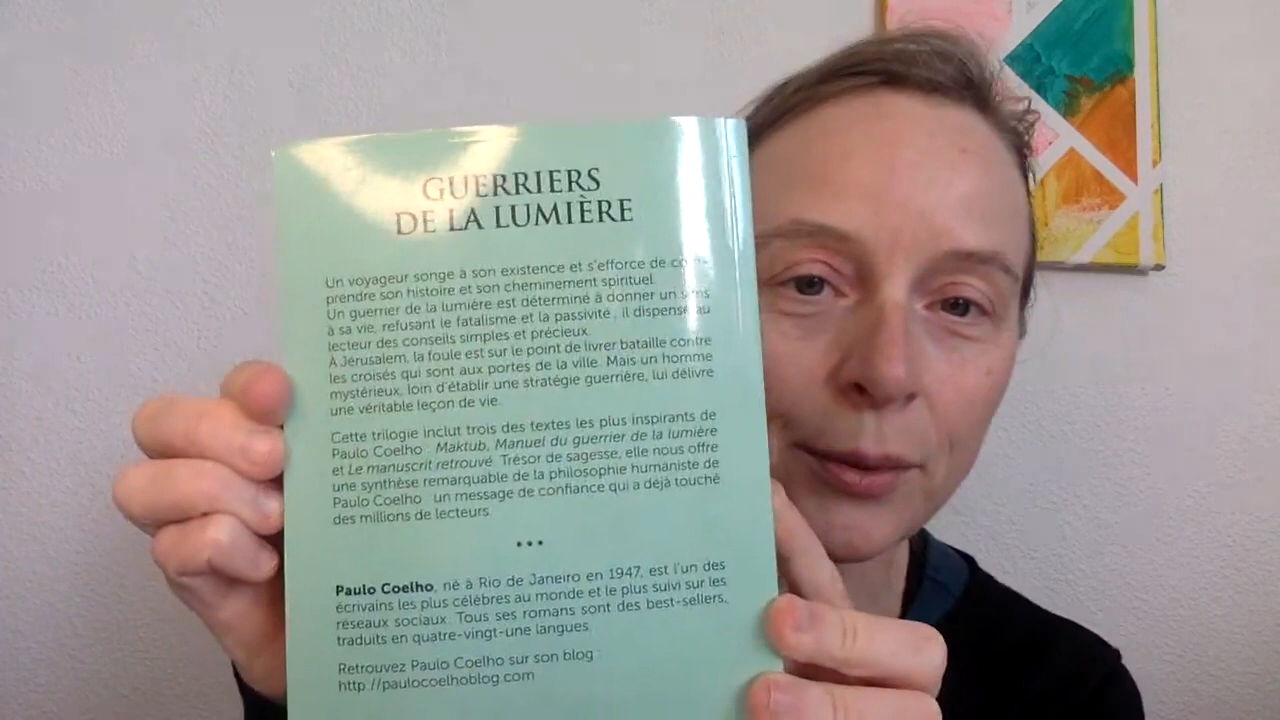 GUERRIERS
DE LA LUMIÈRE
Un voyageur songe à son existence et s'efforce de com-
prendre son histoire et son cheminement spirituel.
Un guerrier de la lumière est déterminé à donner un sens
à sa vie, refusant le fatalisme et la passivité ; il dispense au
lecteur des conseils simples et précieux.
À Jérusalem, la foule est sur le point de livrer bataille contre
les croisés qui sont aux portes de la ville. Mais un homme
mystérieux, loin d'établir une stratégie guerrière, lui délivre
une véritable leçon de vie.
Cette trilogie inclut trois des textes les plus inspirants de
Paulo Coelho : Maktub, Manuel du guerrier de la lumière
et Le manuscrit retrouvé. Trésor de sagesse, elle nous offre
une synthèse remarquable de la philosophie humaniste de
Paulo Coelho : un message de confiance qui a déjà touché
des millions de lecteurs.
•••
Paulo Coelho, né à Rio de Janeiro en 1947, est l'un des
écrivains les plus célèbres au monde et le plus suivi sur les
réseaux sociaux. Tous ses romans sont des best-sellers,
traduits en quatre-vingt-une langues.
Retrouvez Paulo Coelho sur son blog :
http://paulocoelhoblog.com